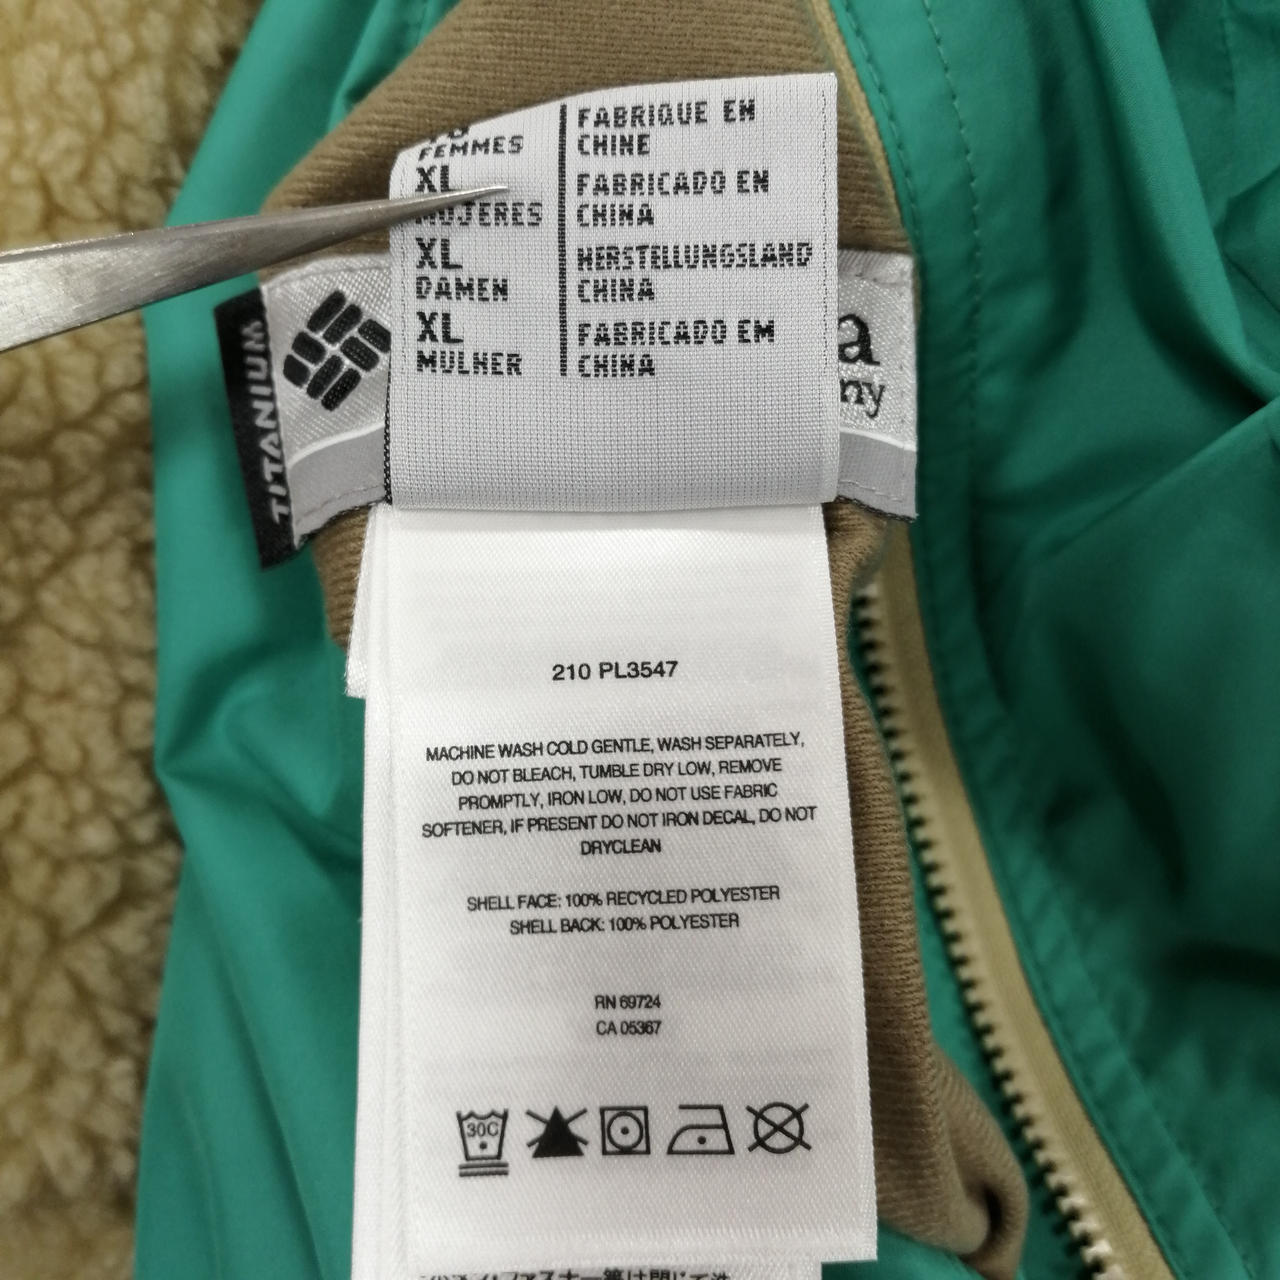 FEMMES
XL
MUJERES
XL
DAMEN
XL
MULHER
FABRIQUE EN
CHINE
FABRICADO EN
CHINA
HERSTELLUNGSLAND
CHINA
FABRICADO EM
CHINA
TITANIUM
a
ny
210 PL3547
MACHINE WASH COLD GENTLE, WASH SEPARATELY,
DO NOT BLEACH, TUMBLE DRY LOW, REMOVE
PROMPTLY, IRON LOW, DO NOT USE FABRIC
SOFTENER, IF PRESENT DO NOT IRON DECAL, DO NOT
DRYCLEAN
SHELL FACE: 100% RECYCLED POLYESTER
SHELL BACK: 100% POLYESTER
RN 69724
CA 05367
30C